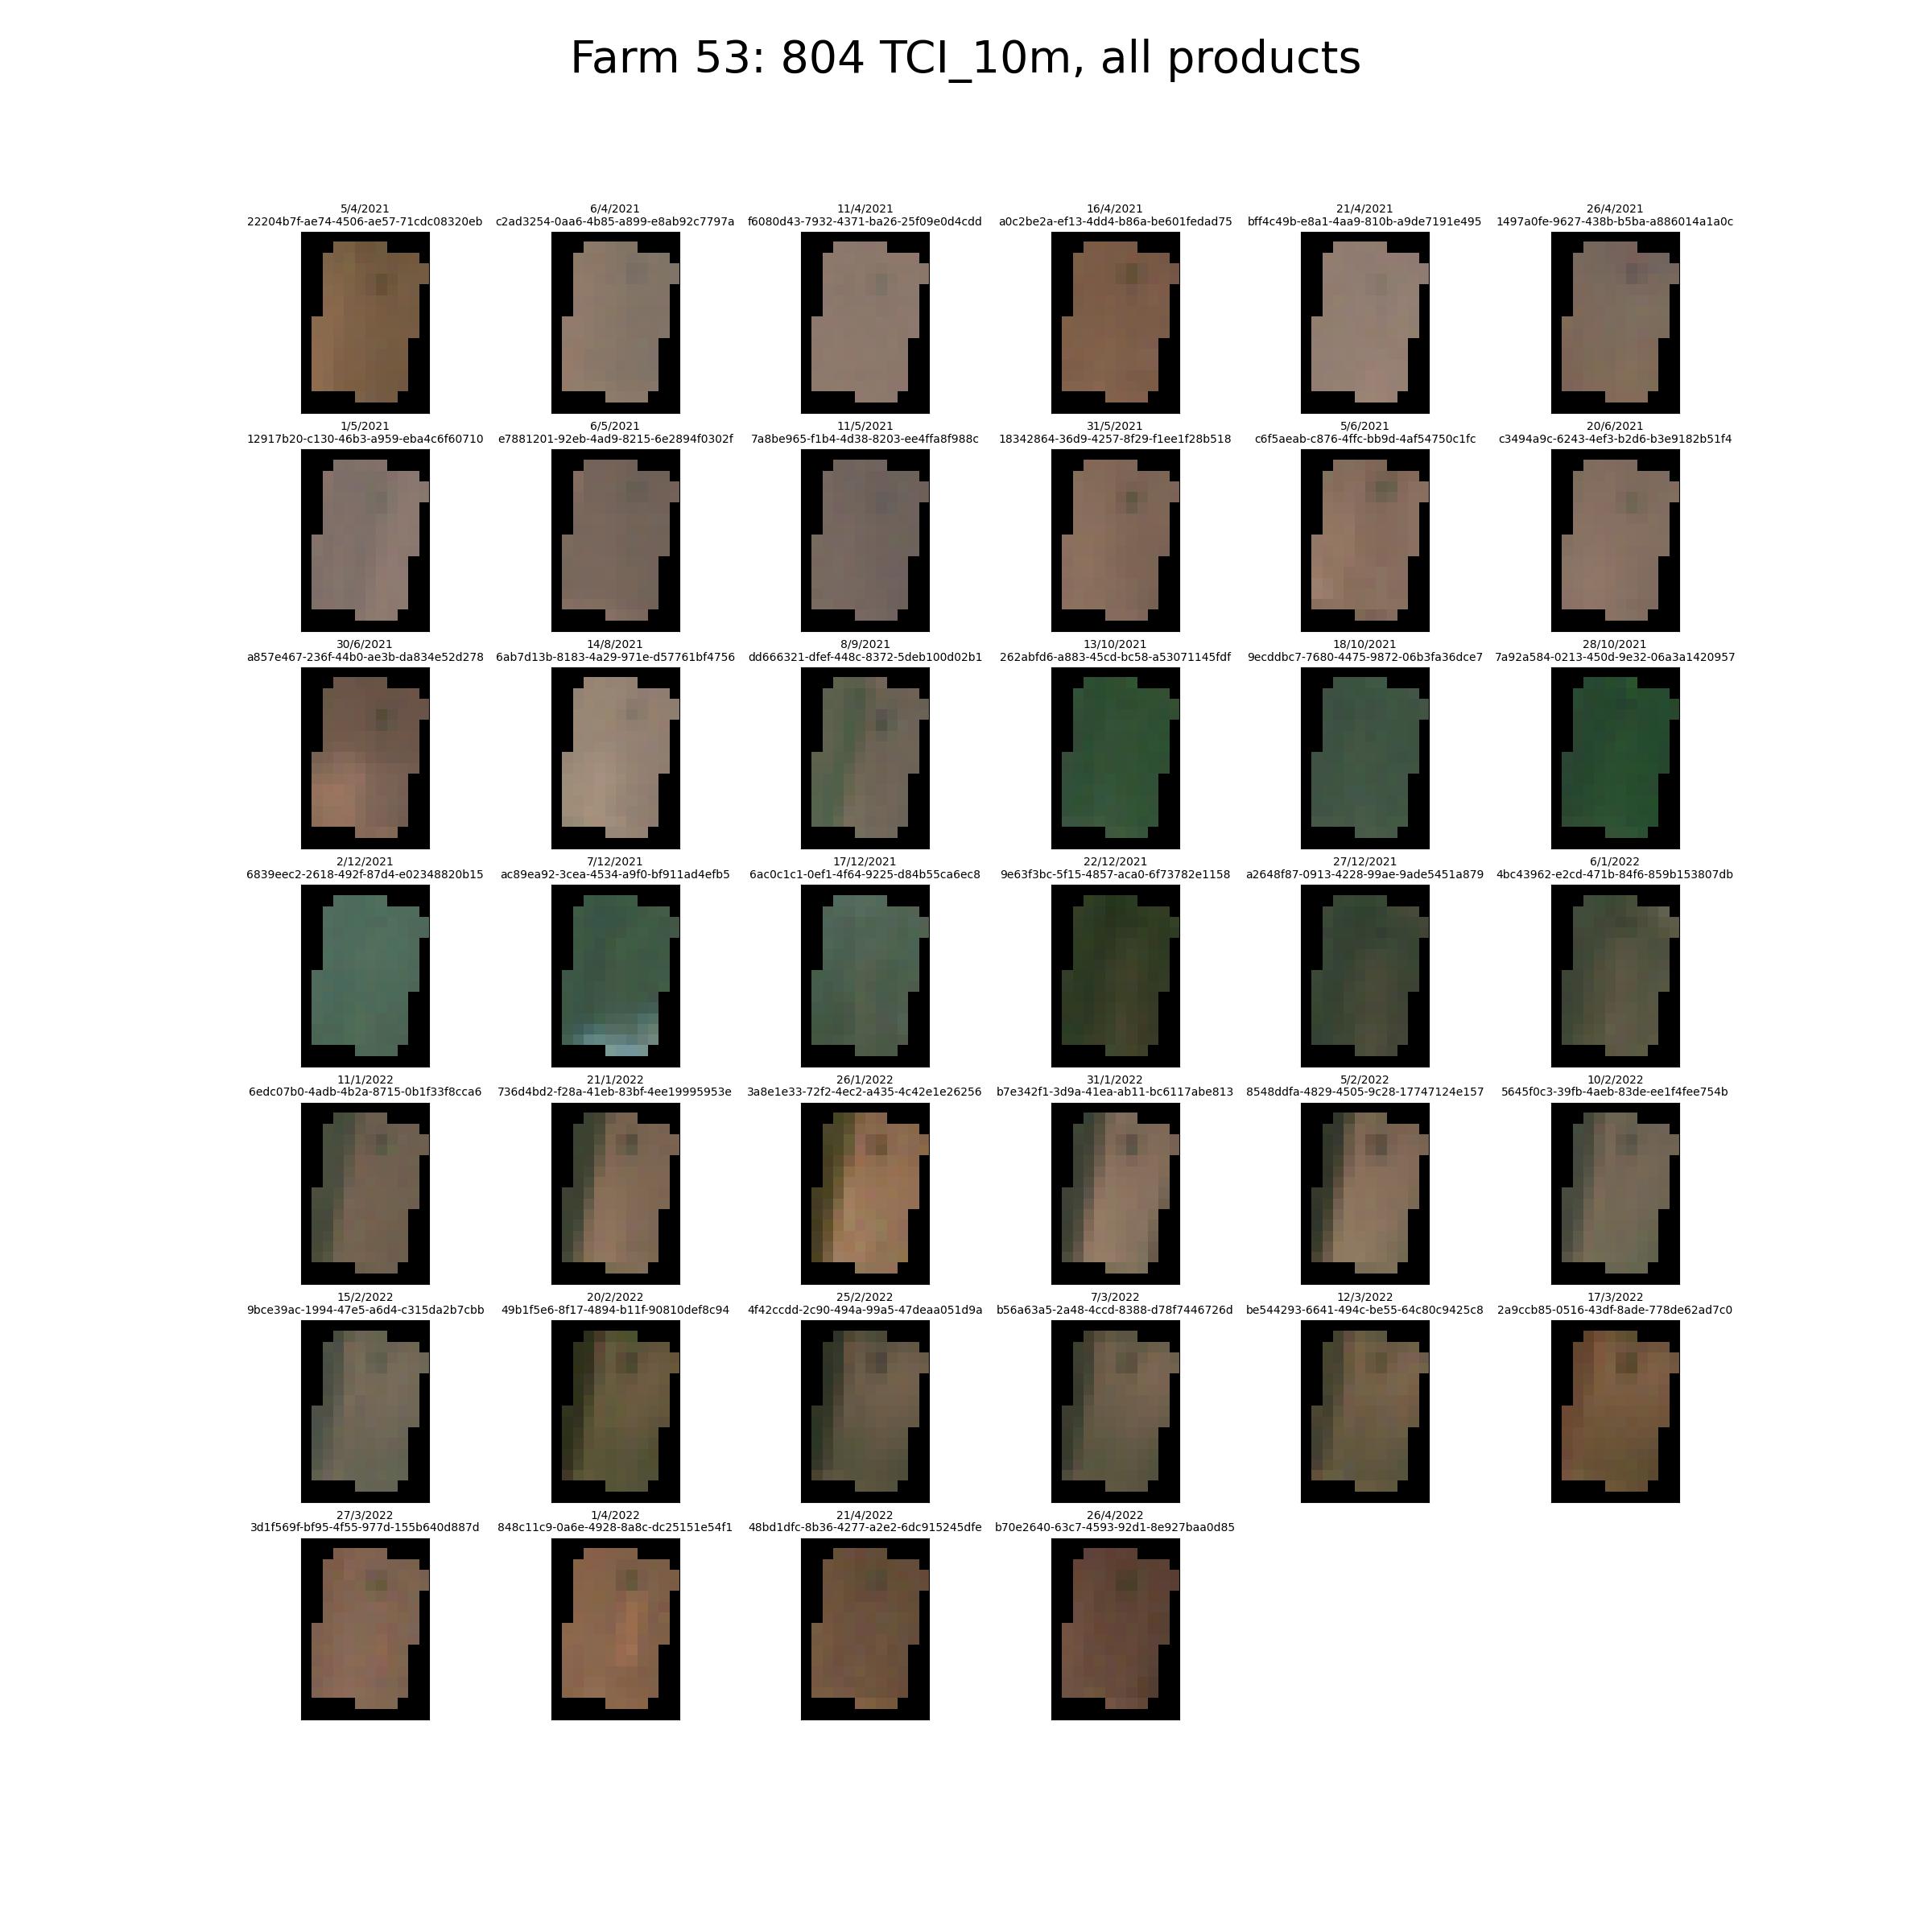 Farm 53: 804 TCI_10m, all products
5/4/2021 6/4/2021 11/4/2021 16/4/2021 21/4/2021 26/4/2021
22204b7f-ae74-4506-ae57-71cdc08320eb c2ad3254-0aa6-4b85-a899-e8ab92c7797a f6080d43-7932-4371-ba26-25f09e0d4cdd a0c2be2a-ef13-4dd4-b86a-be601fedad75 bff4c49b-e8a1-4aa9-810b-a9de7191e495 1497a0fe-9627-438b-b5ba-a886014a1a0c
1/5/2021 6/5/2021 11/5/2021 31/5/2021 5/6/2021 20/6/2021
12917b20-c130-46b3-a959-eba4c6f60710 e7881201-92eb-4ad9-8215-6e2894f0302f 7a8be965-f1b4-4d38-8203-ee4ffa8f988c 18342864-36d9-4257-8f29-f1ee1f28b518 c6f5aeab-c876-4ffc-bb9d-4af54750c1fc c3494a9c-6243-4ef3-b2d6-b3e9182b51f4
30/6/2021 14/8/2021 8/9/2021 13/10/2021 18/10/2021 28/10/2021
a857e467-236f-44b0-ae3b-da834e52d278 6ab7d13b-8183-4a29-971e-d57761bf4756 dd666321-dfef-448c-8372-5deb100d02b1 262abfd6-a883-45cd-bc58-a53071145fdf 9ecddbc7-7680-4475-9872-06b3fa36dce7 7a92a584-0213-450d-9e32-06a3a1420957
2/12/2021 7/12/2021 17/12/2021 22/12/2021 27/12/2021 6/1/2022
6839eec2-2618-492f-87d4-e02348820b15 ac89ea92-3cea-4534-a9f0-bf911ad4efb5 6ac0c1c1-0ef1-4f64-9225-d84b55ca6ec8 9e63f3bc-5f15-4857-aca0-6f73782e1158 a2648f87-0913-4228-99ae-9ade5451a879 4bc43962-e2cd-471b-84f6-859b153807db
11/1/2022 21/1/2022 26/1/2022 31/1/2022 5/2/2022 10/2/2022
6edc07b0-4adb-4b2a-8715-0b1f33f8cca6 736d4bd2-f28a-41eb-83bf-4ee19995953e 3a8e1e33-72f2-4ec2-a435-4c42e1e26256 b7e342f1-3d9a-41ea-ab11-bc6117abe813 8548ddfa-4829-4505-9c28-17747124e157 5645f0c3-39fb-4aeb-83de-ee1f4fee754b
15/2/2022 20/2/2022 25/2/2022 7/3/2022 12/3/2022 17/3/2022
9bce39ac-1994-47e5-a6d4-c315da2b7cbb 49b1f5e6-8f17-4894-b11f-90810def8c94 4f42ccdd-2c90-494a-99a5-47deaa051d9a b56a63a5-2a48-4ccd-8388-d78f7446726d be544293-6641-494c-be55-64c80c9425c8 2a9ccb85-0516-43df-8ade-778de62ad7c0
27/3/2022 1/4/2022 21/4/2022 26/4/2022
3d1f569f-bf95-4f55-977d-155b640d887d 848c11c9-0a6e-4928-8a8c-dc25151e54f1 48bd1dfc-8b36-4277-a2e2-6dc915245dfe b70e2640-63c7-4593-92d1-8e927baa0d85